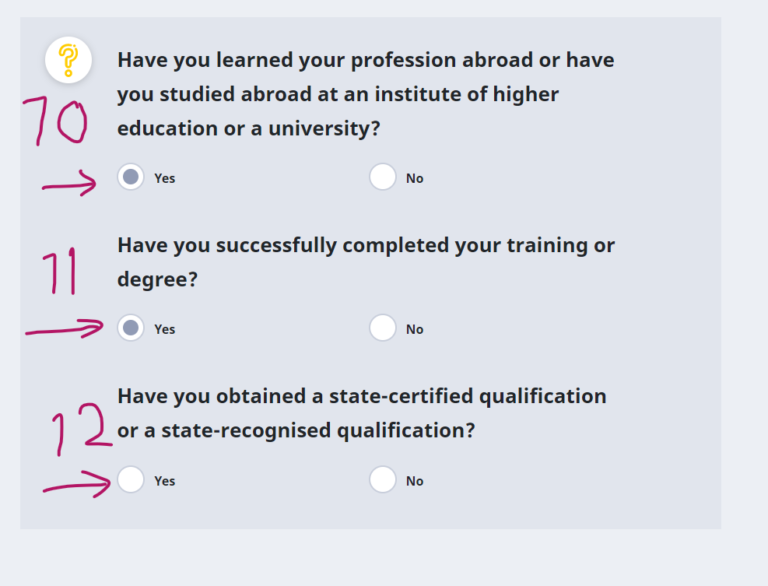 Have you learned your profession abroad or have
you studied abroad at an institute of higher
education or a university?
10
Yes No
Have you successfully completed your training or
degree?
11
Yes No
Have you obtained a state-certified qualification
or a state-recognised qualification?
12
Yes No